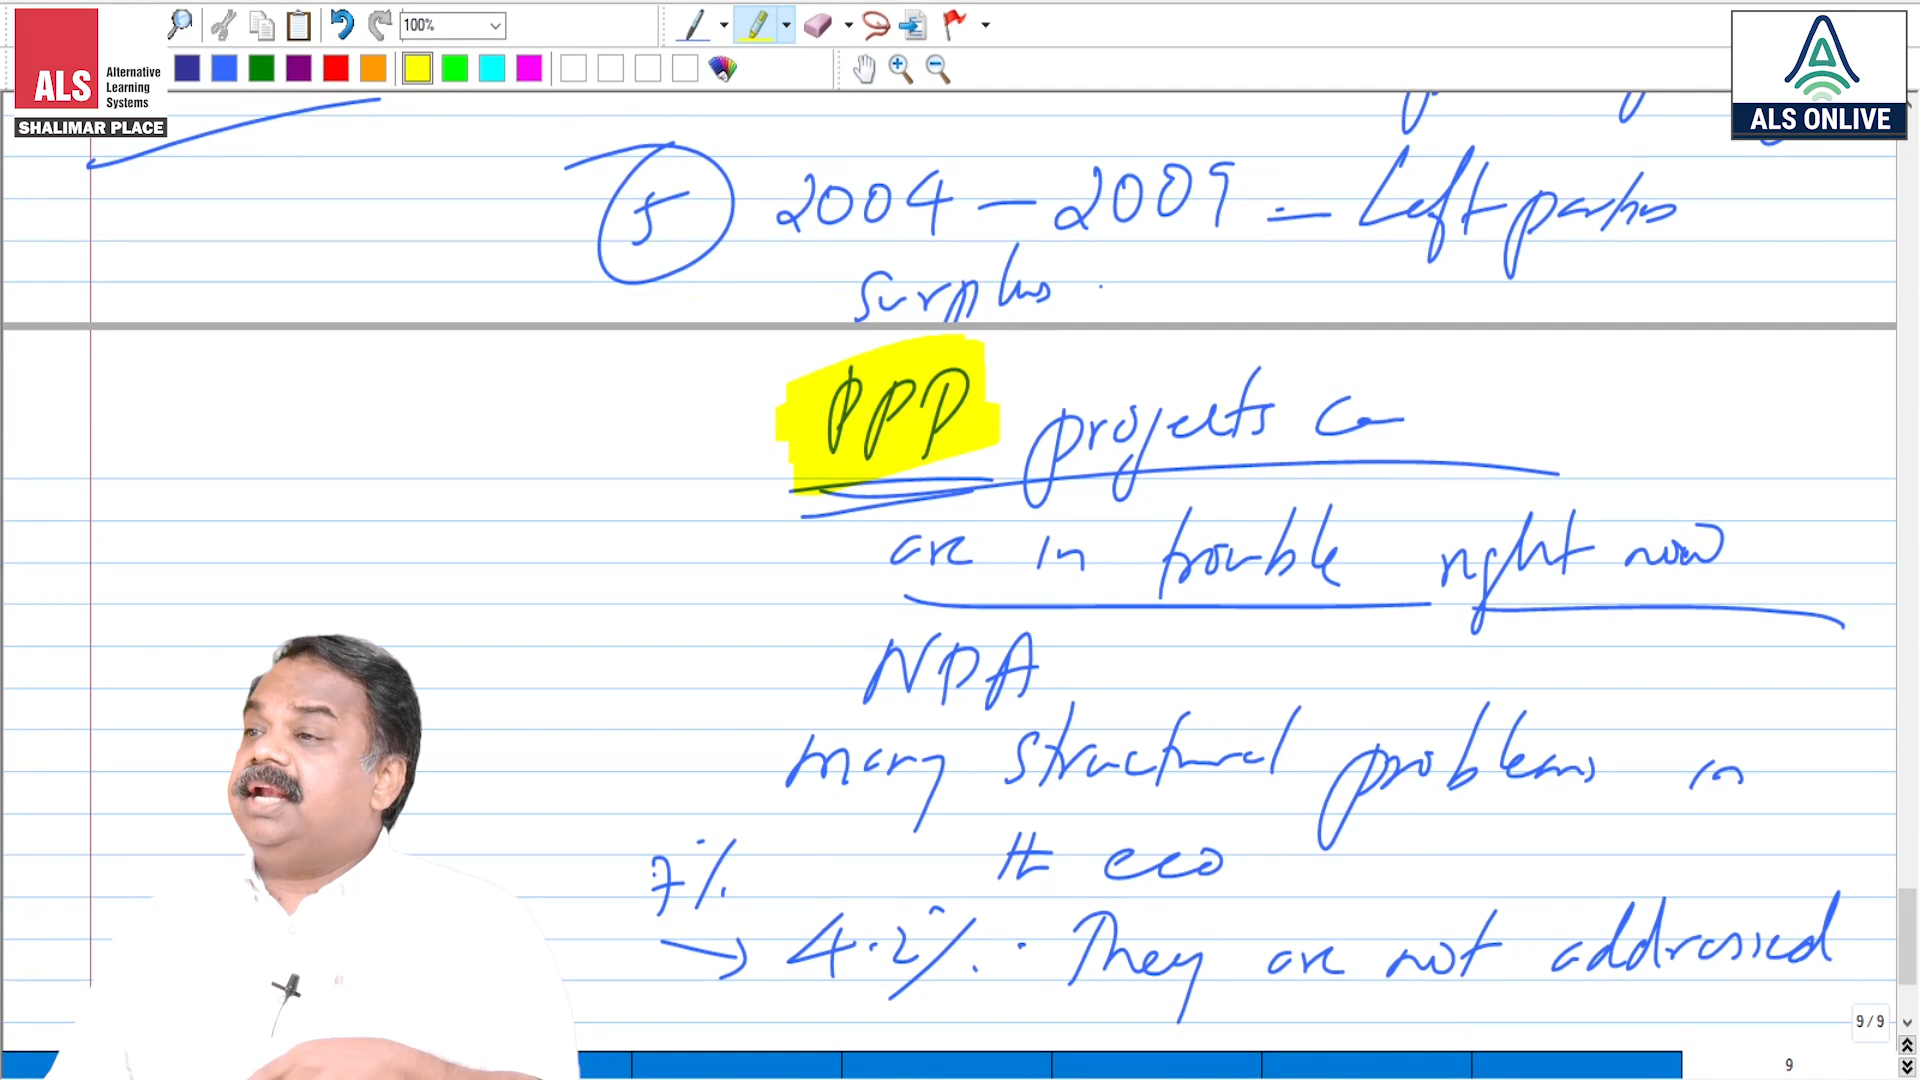 100%
ALS
Alternative
Learning
Systems
SHALIMAR PLACE
ALS ONLIVE
5 2004 - 2009 = Left parties
surplus.
PPP projects
are in trouble right now
NPA
many structural problems in
the eco
7%
→ 4.2%. They are not addressed
9/9
9